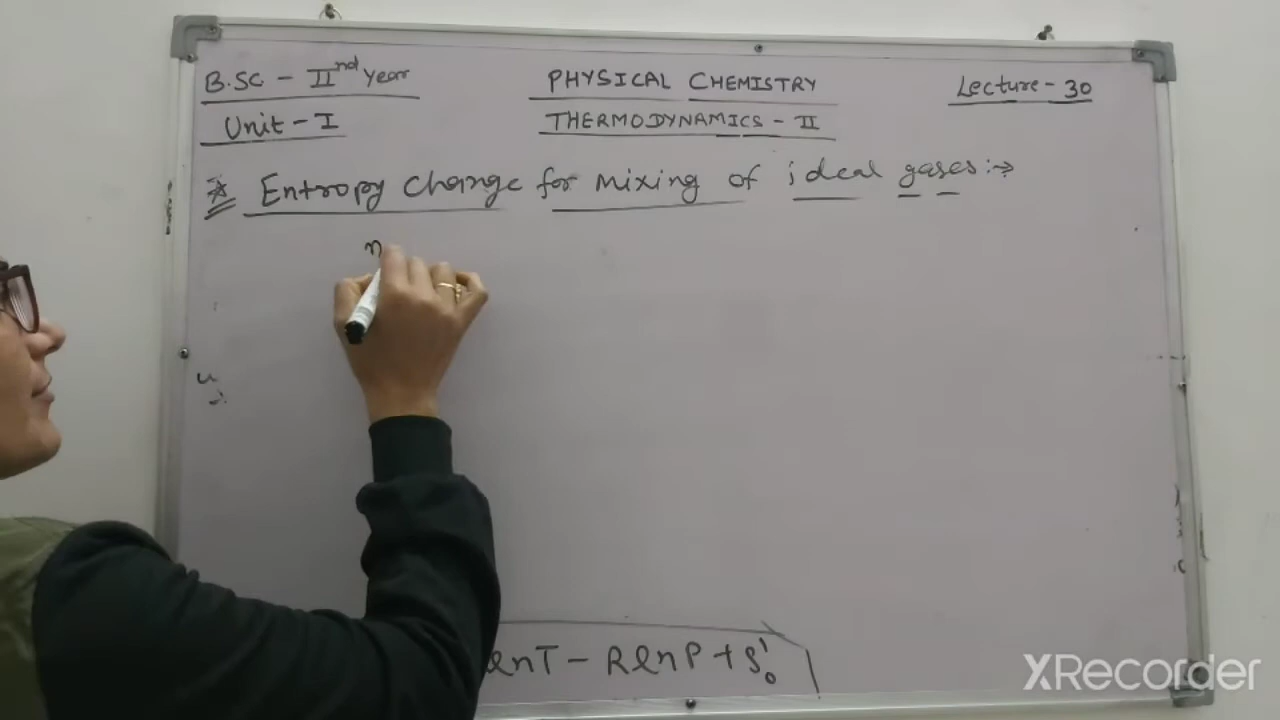 B.SC - IInd Year PHYSICAL CHEMISTRY Lecture - 30
Unit - I THERMODYNAMICS - II
* Entropy change for mixing of ideal gases :→
n
lnT - RlnP + S'0
XRecorder